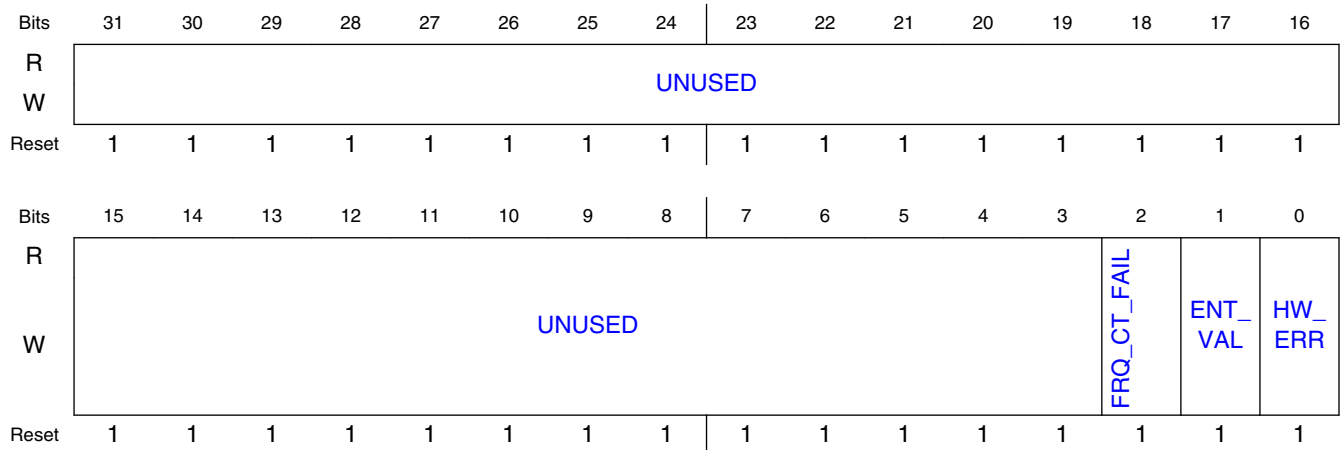 Bits 31 30 29 28 27 26 25 24 23 22 21 20 19 18 17 16
R
UNUSED
W
Reset 1 1 1 1 1 1 1 1 1 1 1 1 1 1 1 1
Bits 15 14 13 12 11 10 9 8 7 6 5 4 3 2 1 0
R
W
UNUSED
FRQ_CT_FAIL
ENT_
VAL
HW_
ERR
Reset 1 1 1 1 1 1 1 1 1 1 1 1 1 1 1 1